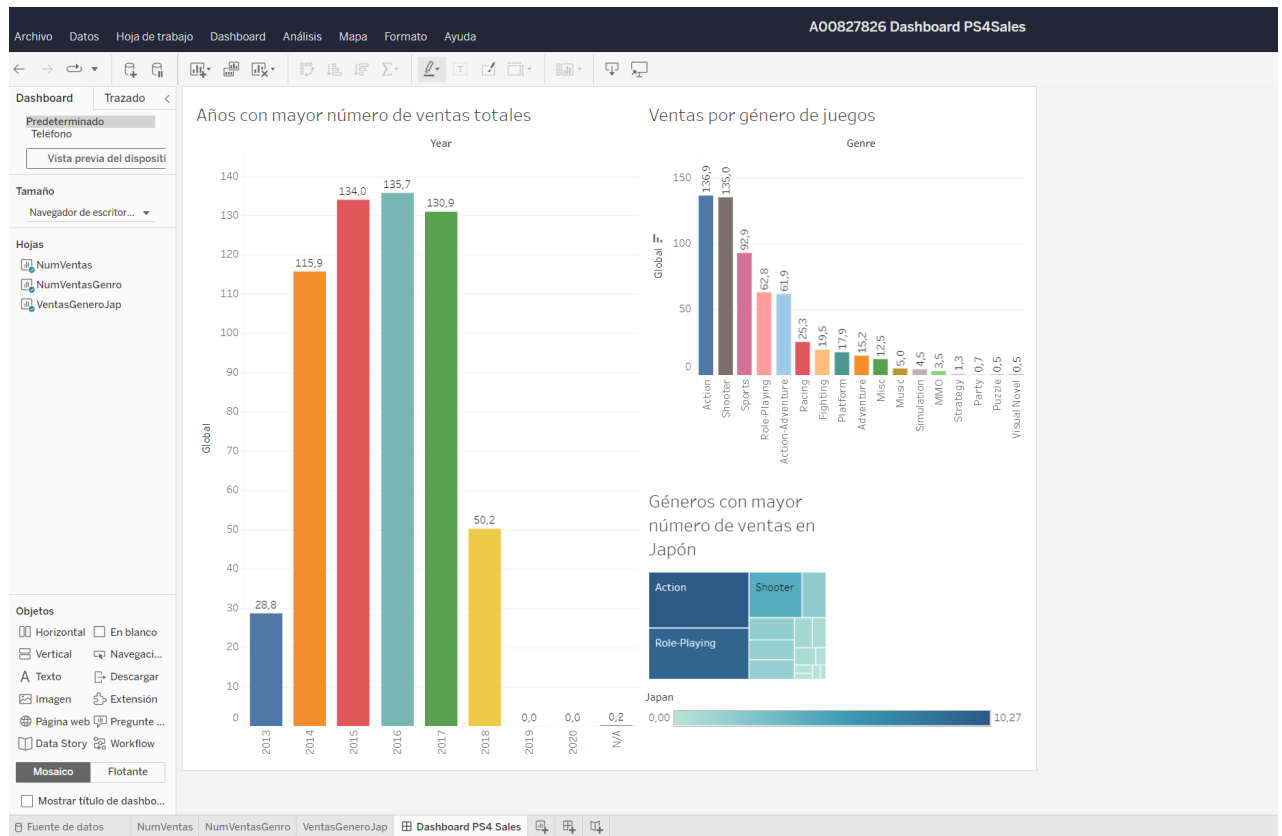 A00827826 Dashboard PS4Sales
Archivo Datos Hoja de trabajo Dashboard Análisis Mapa Formato Ayuda
Dashboard Trazado
Predeterminado
Teléfono
Vista previa del dispositi
Tamaño
Navegador de escritor...
Hojas
NumVentas
NumVentasGenro
VentasGeneroJap
Objetos
Horizontal En blanco
Vertical Navegaci...
Texto Descargar
Imagen Extensión
Página web Pregunte ...
Data Story Workflow
Mosaico Flotante
Mostrar título de dashbo...
Años con mayor número de ventas totales
Year
Global
140
130
120
110
100
90
80
70
60
50
40
30
20
10
0
28,8
115,9
134,0
135,7
130,9
50,2
0,0
0,0
0,2
2013
2014
2015
2016
2017
2018
2019
2020
N/A
Ventas por género de juegos
Genre
Global
150
100
50
0
136,9
135,0
92,9
62,8
61,9
25,3
19,5
17,9
15,2
12,5
5,0
4,5
3,5
1,3
0,7
0,5
0,5
Action
Shooter
Sports
Role-Playing
Action-Adventure
Racing
Fighting
Platform
Adventure
Misc
Music
Simulation
MMO
Strategy
Party
Puzzle
Visual Novel
Géneros con mayor
número de ventas en
Japón
Action
Shooter
Role-Playing
Japan
0,00 10,27
Fuente de datos NumVentas NumVentasGenro VentasGeneroJap Dashboard PS4 Sales